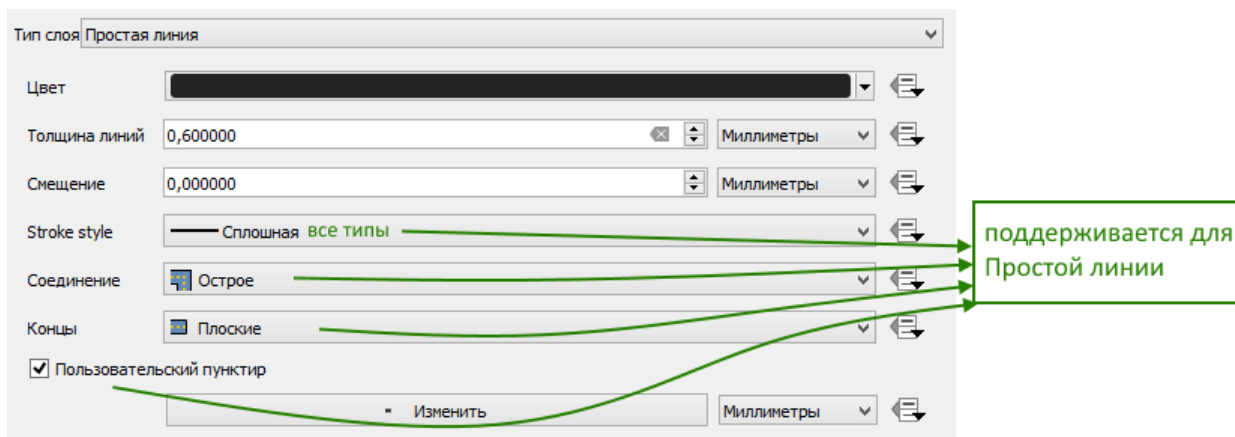 Тип слоя Простая линия
Цвет
Толщина линий 0,600000 Миллиметры
Смещение 0,000000 Миллиметры
Stroke style Сплошная все типы
поддерживается для
Простой линии
Соединение Острое
Концы Плоские
Пользовательский пунктир
Изменить Миллиметры